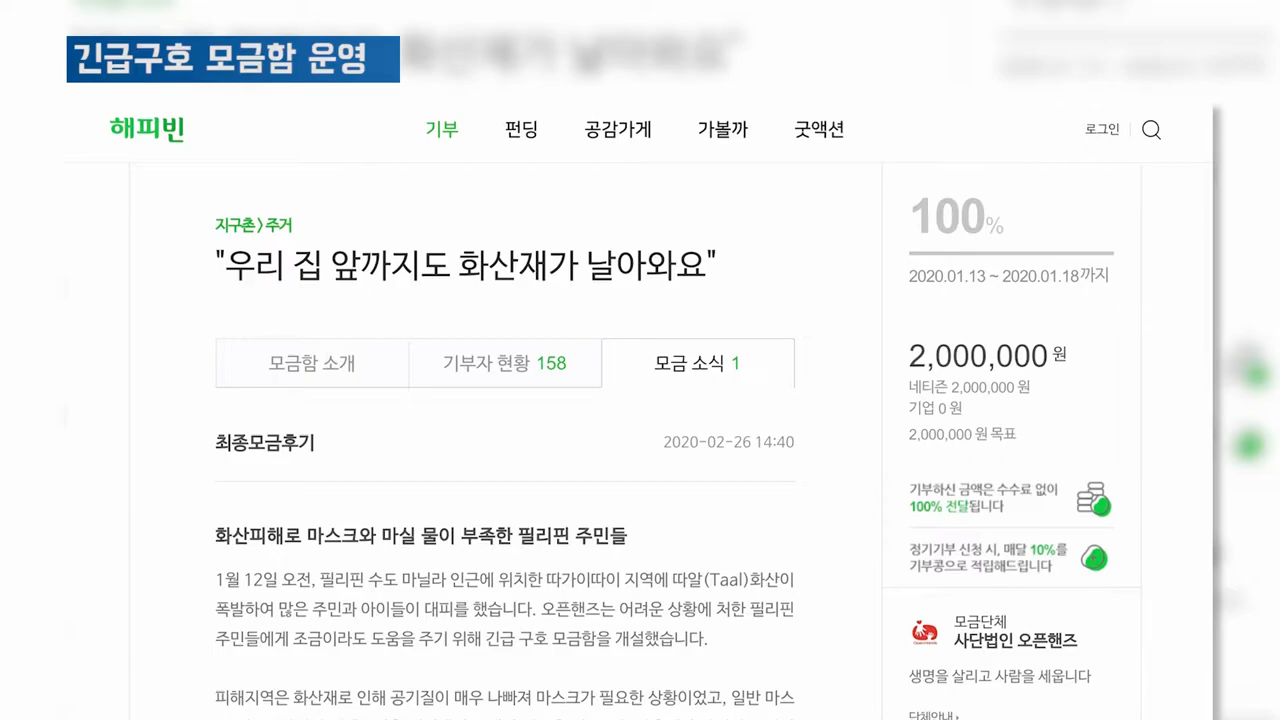 긴급구호 모금함 운영
해피빈
기부 펀딩 공감가게 가볼까 굿액션
로그인
지구촌 > 주거
"우리 집 앞까지도 화산재가 날아와요"
모금함 소개 기부자 현황 158 모금 소식 1
최종모금후기 2020-02-26 14:40
화산피해로 마스크와 마실 물이 부족한 필리핀 주민들
1월 12일 오전, 필리핀 수도 마닐라 인근에 위치한 따가이따이 지역에 따알(Taal)화산이
폭발하여 많은 주민과 아이들이 대피를 했습니다. 오픈핸즈는 어려운 상황에 처한 필리핀
주민들에게 조금이라도 도움을 주기 위해 긴급 구호 모금함을 개설했습니다.
피해지역은 화산재로 인해 공기질이 매우 나빠져 마스크가 필요한 상황이었고, 일반 마스
100%
2020.01.13 ~ 2020.01.18까지
2,000,000 원
네티즌 2,000,000 원
기업 0 원
2,000,000 원 목표
기부하신 금액은 수수료 없이
100% 전달됩니다
정기기부 신청 시, 매달 10%를
기부콩으로 적립해드립니다
모금단체
사단법인 오픈핸즈
생명을 살리고 사람을 세웁니다
단체안내